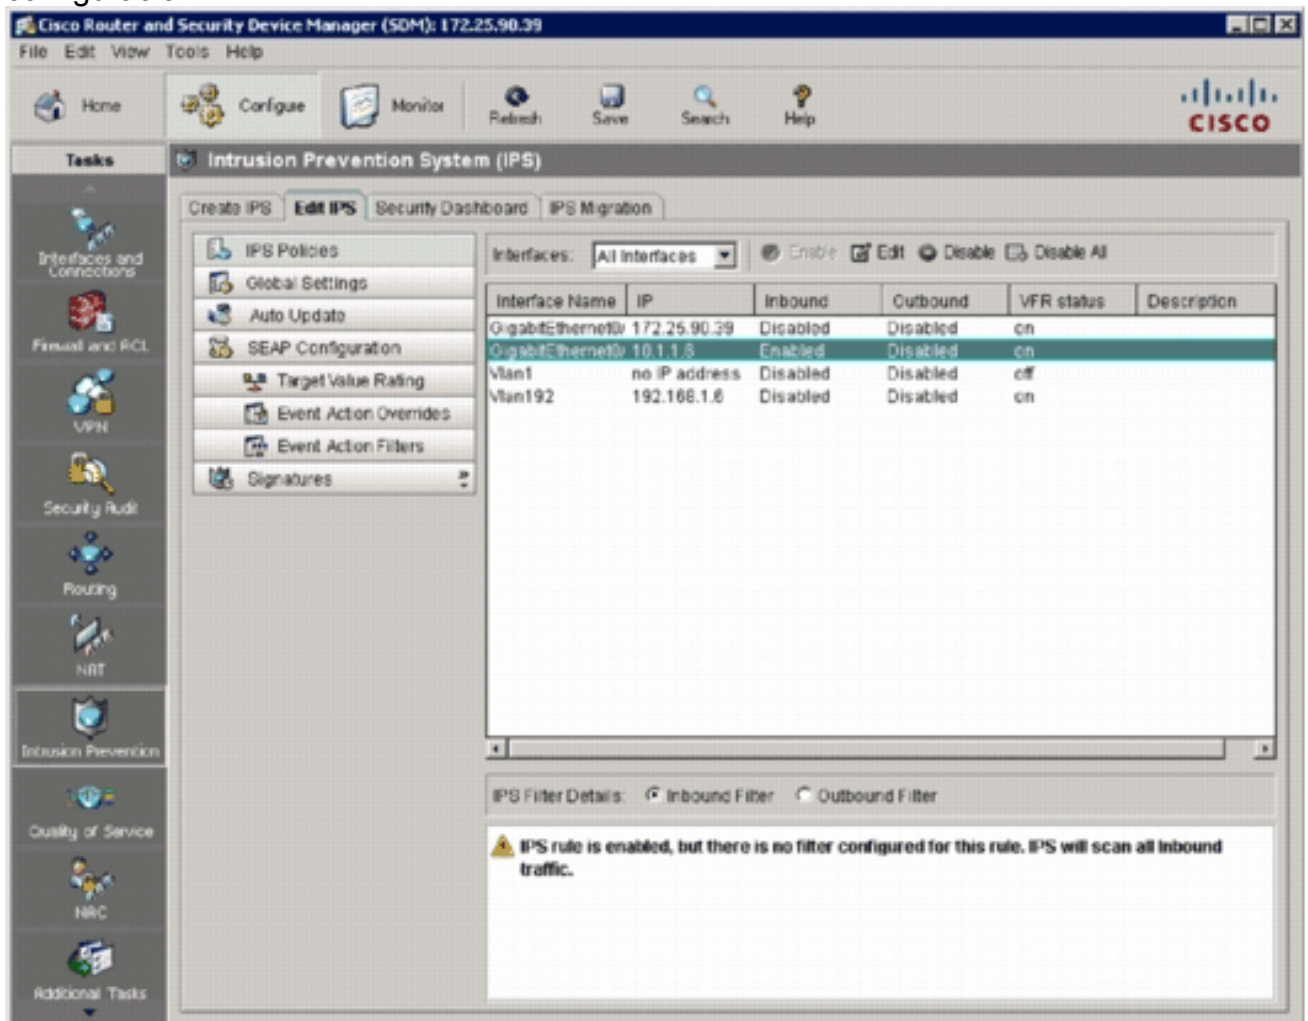 Cisco Router and Security Device Manager (SDM): 172.25.90.39
File Edit View Tools Help
Home Configure Monitor Refresh Save Search Help
CISCO
Tasks
Intrusion Prevention System (IPS)
Create IPS Edit IPS Security Dashboard IPS Migration
Interfaces and Connections
Firewall and ACL
VPN
Security Audit
Routing
NAT
Intrusion Prevention
Quality of Service
NAC
Additional Tasks
IPS Policies
Global Settings
Auto Update
SEAP Configuration
Target Value Rating
Event Action Overrides
Event Action Filters
Signatures
Interfaces: All Interfaces Enable Edit Disable Disable All
Interface Name IP Inbound Outbound VFR status Description
GigabitEthernet0/ 172.25.90.39 Disabled Disabled on
GigabitEthernet0/ 10.1.1.6 Enabled Disabled on
Vlan1 no IP address Disabled Disabled off
Vlan192 192.168.1.6 Disabled Disabled on
IPS Filter Details: Inbound Filter Outbound Filter
IPS rule is enabled, but there is no filter configured for this rule. IPS will scan all Inbound
traffic.